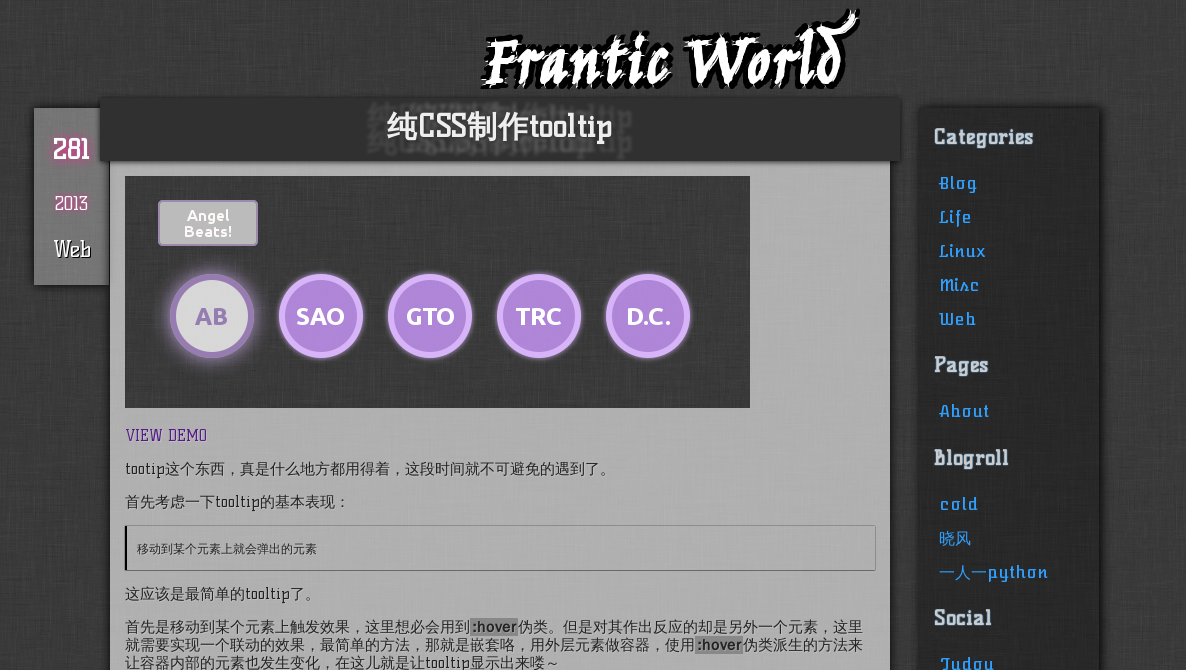 Frantic World
纯CSS制作tooltip
281
2013
Web
Angel
Beats!
AB
SAO
GTO
TRC
D.C.
VIEW DEMO
tootip这个东西，真是什么地方都用得着，这段时间就不可避免的遇到了。
首先考虑一下tooltip的基本表现：
移动到某个元素上就会弹出的元素
这应该是最简单的tooltip了。
首先是移动到某个元素上触发效果，这里想必会用到:hover伪类。但是对其作出反应的却是另外一个元素，这里
就需要实现一个联动的效果，最简单的方法，那就是嵌套咯，用外层元素做容器，使用:hover伪类派生的方法来
让容器内部的元素也发生变化，在这儿就是让tooltip显示出来喽～
Categories
Blog
Life
Linux
Misc
Web
Pages
About
Blogroll
cold
晓风
一人一python
Social